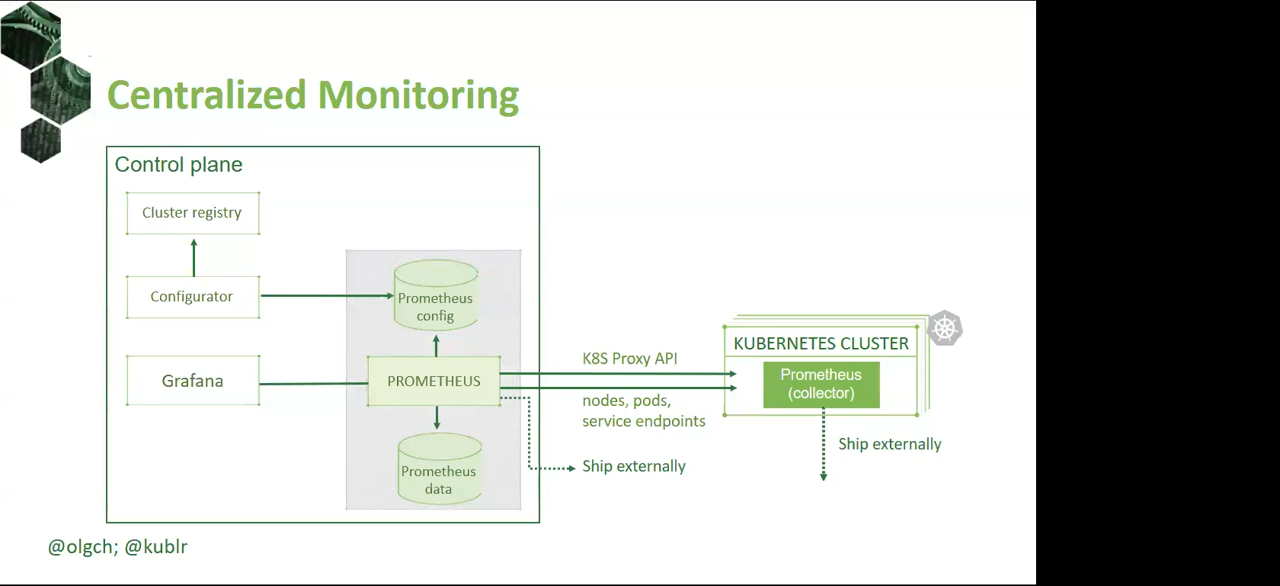 Centralized Monitoring
Control plane
Cluster registry
Configurator
Prometheus
config
Grafana
PROMETHEUS
Prometheus
data
K8S Proxy API
nodes, pods,
service endpoints
Ship externally
KUBERNETES CLUSTER
Prometheus
(collector)
Ship externally
@olgch; @kublr